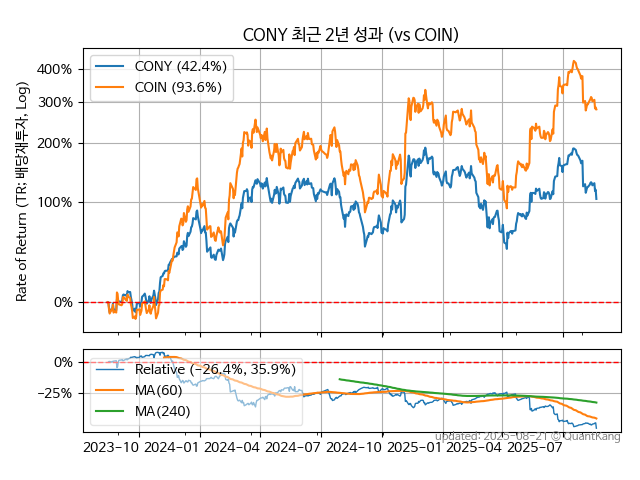 CONY 최근 2년 성과 (vs COIN)
Rate of Return (TR: 배당재투자, Log)
400%
300%
200%
100%
0%
CONY (42.4%)
COIN (93.6%)
0%
−25%
Relative (−26.4%, 35.9%)
MA(60)
MA(240)
updated: 2025-08-21 © QuantKang
2023-10 2024-01 2024-04 2024-07 2024-10 2025-01 2025-04 2025-07